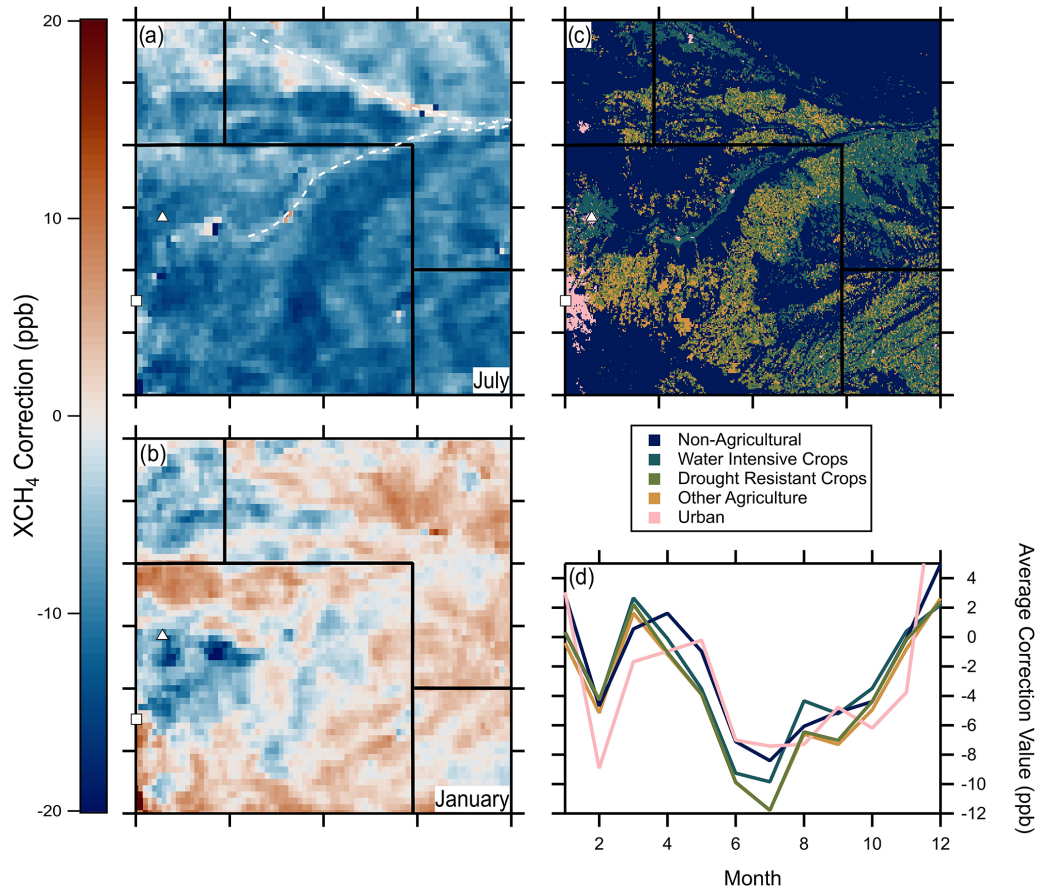 (a)
July
(b)
January
(c)
20
10
0
-10
-20
XCH₄ Correction (ppb)
Non-Agricultural
Water Intensive Crops
Drought Resistant Crops
Other Agriculture
Urban
(d)
4
2
0
-2
-4
-6
-8
-10
-12
Average Correction Value (ppb)
2
4
6
8
10
12
Month